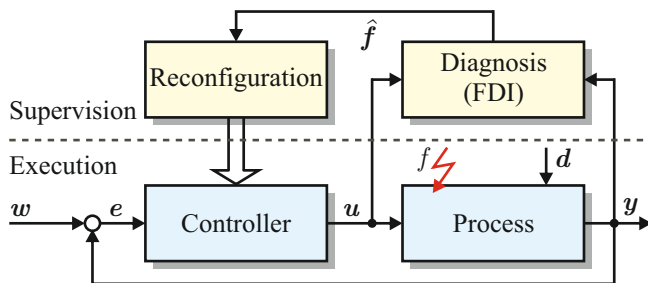 f̂
Reconfiguration
Diagnosis
(FDI)
Supervision
Execution
f
d
w
e
Controller
u
Process
y